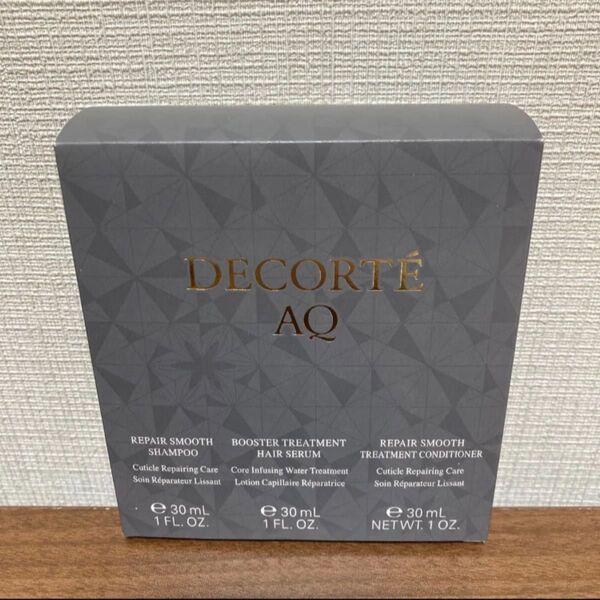 DECORTÉ
AQ
REPAIR SMOOTH
SHAMPOO
Cuticle Repairing Care
Soin Réparateur Lissant
℮ 30 mL
1 FL. OZ.
BOOSTER TREATMENT
HAIR SERUM
Core Infusing Water Treatment
Lotion Capillaire Réparatrice
℮ 30 mL
1 FL. OZ.
REPAIR SMOOTH
TREATMENT CONDITIONER
Cuticle Repairing Care
Soin Réparateur Lissant
℮ 30 mL
NET WT. 1 OZ.